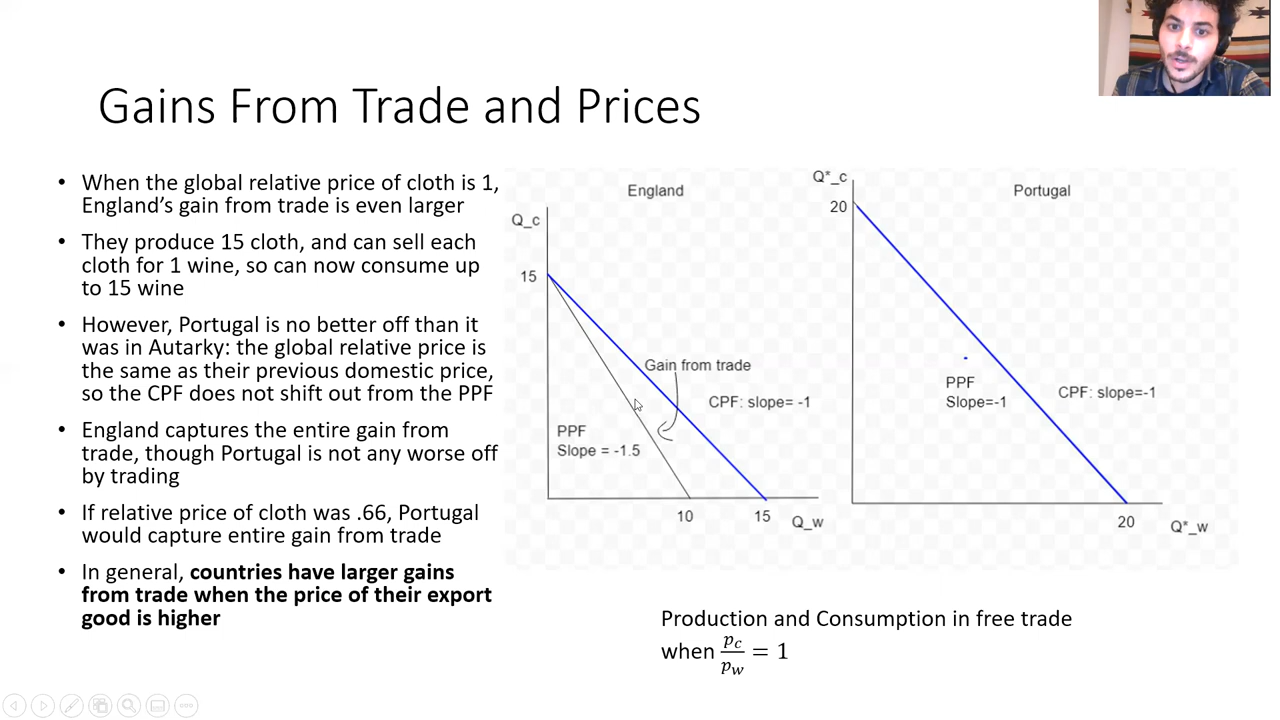 Gains From Trade and Prices
• When the global relative price of cloth is 1,
England's gain from trade is even larger
• They produce 15 cloth, and can sell each
cloth for 1 wine, so can now consume up
to 15 wine
• However, Portugal is no better off than it
was in Autarky: the global relative price is
the same as their previous domestic price,
so the CPF does not shift out from the PPF
• England captures the entire gain from
trade, though Portugal is not any worse off
by trading
• If relative price of cloth was .66, Portugal
would capture entire gain from trade
• In general, countries have larger gains
from trade when the price of their export
good is higher
England
Q_c
15
Gain from trade
CPF: slope= -1
PPF
Slope = -1.5
10
15
Q_w
Q*_c
Portugal
20
PPF
Slope=-1
CPF: slope=-1
20
Q*_w
Production and Consumption in free trade
when p_c/p_w = 1